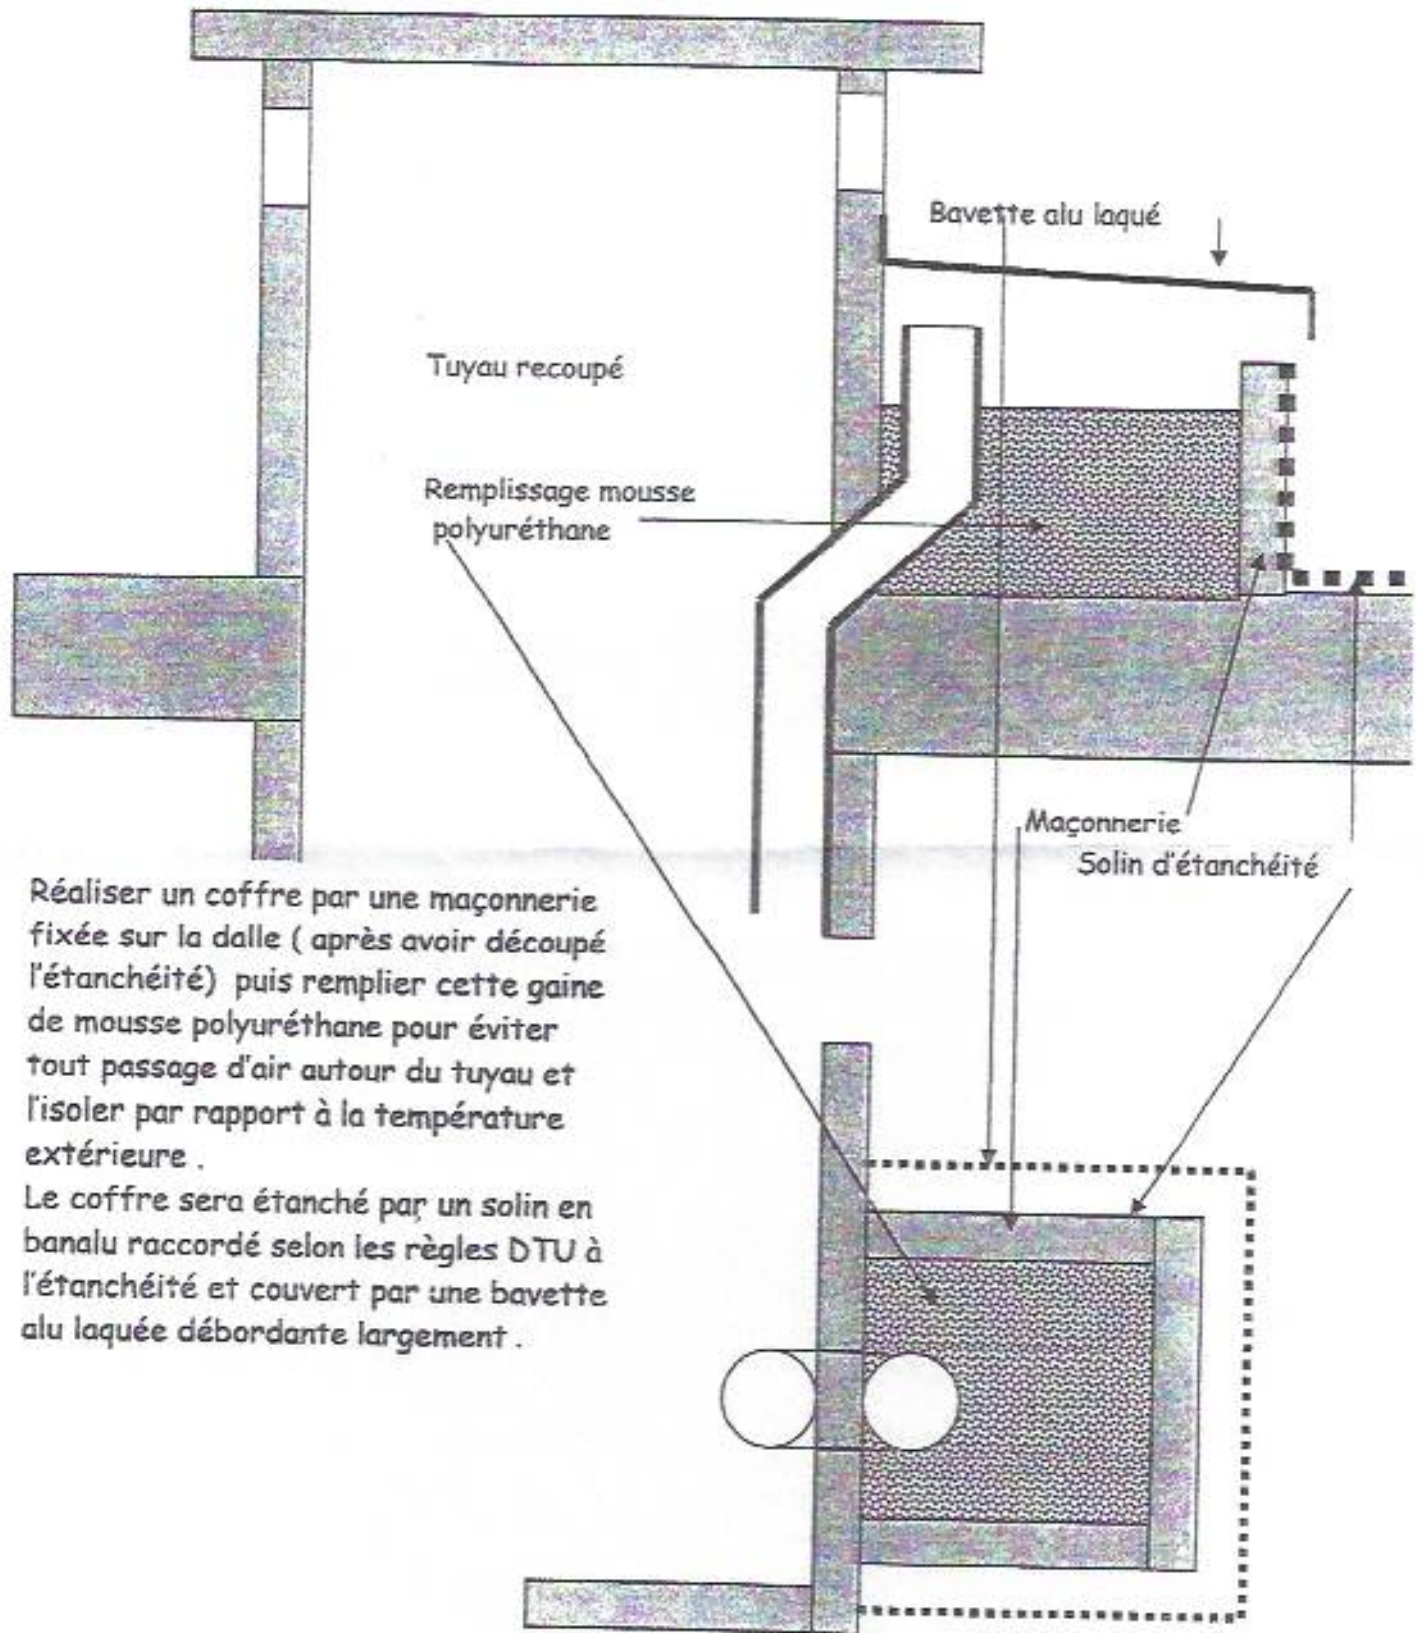 Bavette alu laqué
Tuyau recoupé
Remplissage mousse
polyuréthane
Maçonnerie
Solin d'étanchéité
Réaliser un coffre par une maçonnerie
fixée sur la dalle ( après avoir découpé
l'étanchéité) puis remplier cette gaine
de mousse polyuréthane pour éviter
tout passage d'air autour du tuyau et
l'isoler par rapport à la température
extérieure .
Le coffre sera étanché par un solin en
banalu raccordé selon les règles DTU à
l'étanchéité et couvert par une bavette
alu laquée débordante largement .